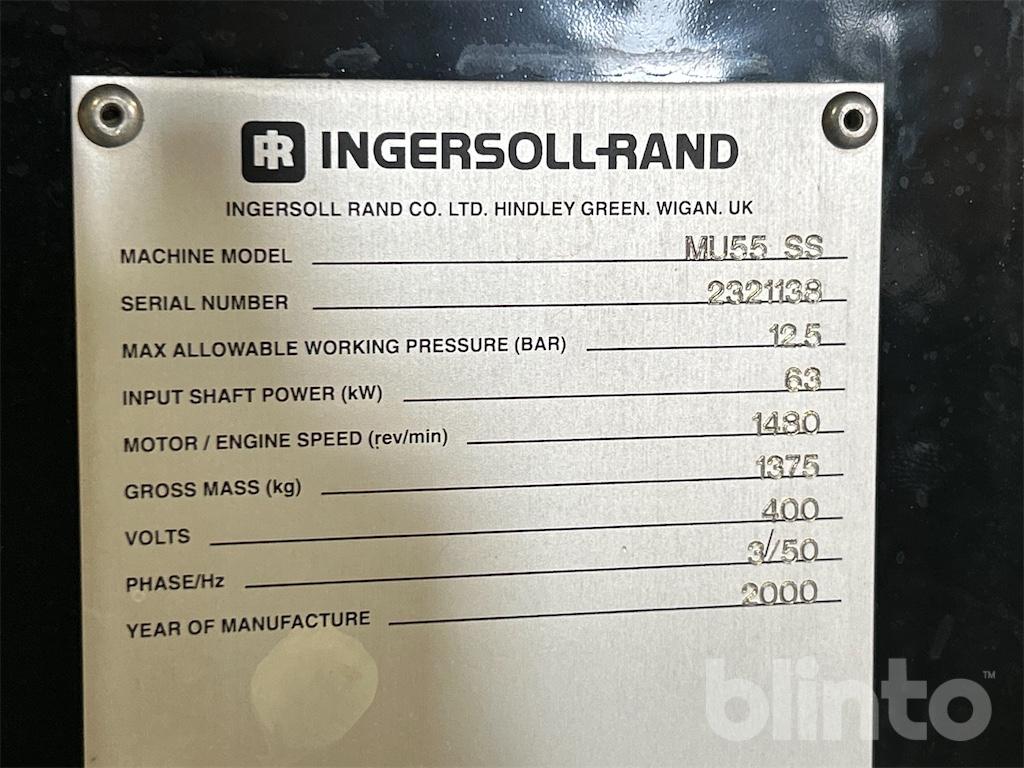 IR INGERSOLL-RAND
INGERSOLL RAND CO. LTD. HINDLEY GREEN. WIGAN. UK
MACHINE MODEL MU55 SS
SERIAL NUMBER 2321138
MAX ALLOWABLE WORKING PRESSURE (BAR) 12.5
INPUT SHAFT POWER (kW) 63
MOTOR / ENGINE SPEED (rev/min) 1480
GROSS MASS (kg) 1375
VOLTS 400
PHASE/Hz 3/50
YEAR OF MANUFACTURE 2000
blinto™